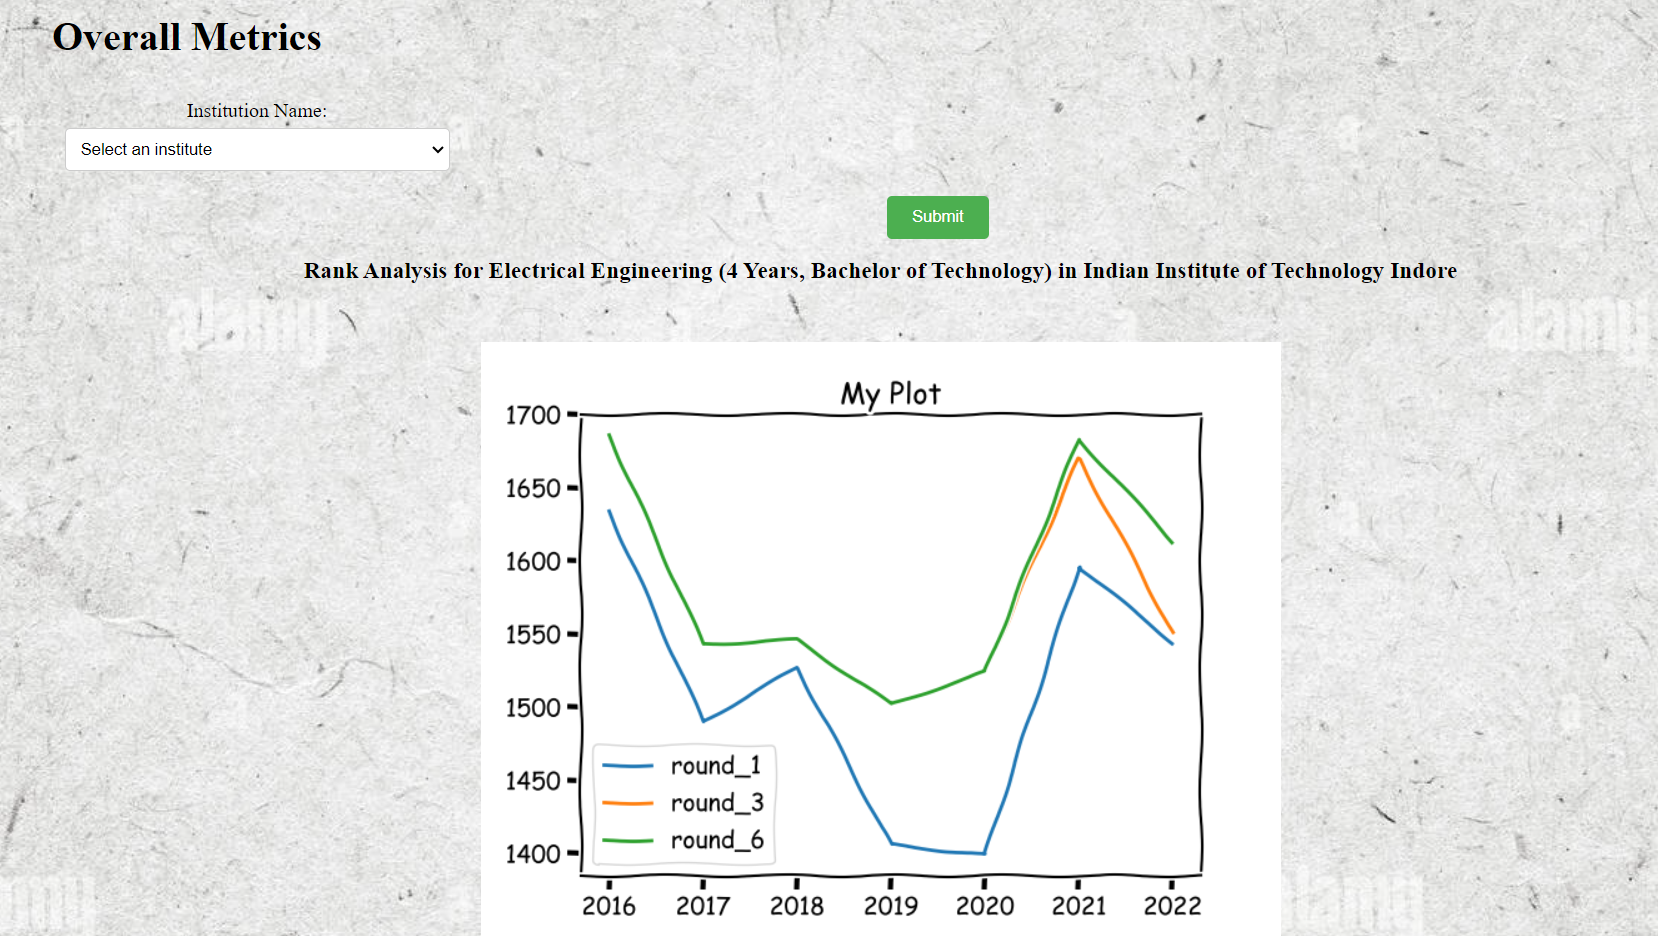 Overall Metrics
Institution Name:
Select an institute
Submit
Rank Analysis for Electrical Engineering (4 Years, Bachelor of Technology) in Indian Institute of Technology Indore
alamy
alamy
My Plot
1700
1650
1600
1550
1500
1450
1400
round_1
round_3
round_6
2016 2017 2018 2019 2020 2021 2022